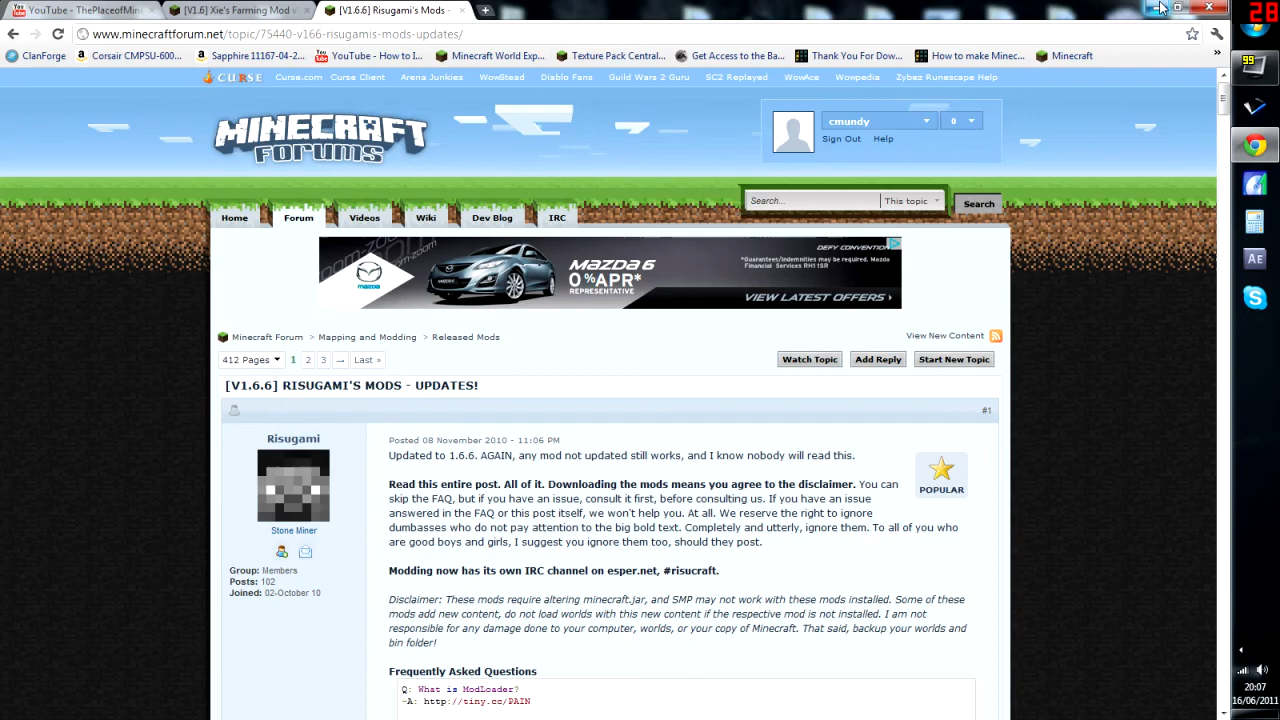 YouTube - ThePlaceofMine
[V1.6] Xie's Farming Mod v
[V1.6.6] Risugami's Mods -
28
www.minecraftforum.net/topic/75440-v166-risugamis-mods-updates/
ClanForge
Corsair CMPSU-600...
Sapphire 11167-04-2...
YouTube - How to I...
Minecraft World Exp...
Texture Pack Central...
Get Access to the Ba...
Thank You For Dow...
How to make Minec...
Minecraft
»
99
CURSE
Curse.com
Curse Client
Arena Junkies
WowStead
Diablo Fans
Guild Wars 2 Guru
SC2 Replayed
WowAce
Wowpedia
Zybez Runescape Help
MINECRAFT
FORUMS
cmundy
0
Sign Out
Help
Search...
This topic
Search
Home
Forum
Videos
Wiki
Dev Blog
IRC
zoom-zoom
mazda
MAZDA 6
0%APR*
REPRESENTATIVE
DEFY CONVENTION
*Guarantees/indemnities may be required. Mazda
Financial Services RH1 1SR
VIEW LATEST OFFERS
AE
Minecraft Forum > Mapping and Modding > Released Mods
View New Content
412 Pages
1
2
3
→
Last »
Watch Topic
Add Reply
Start New Topic
[V1.6.6] RISUGAMI'S MODS - UPDATES!
#1
Risugami
Stone Miner
Group: Members
Posts: 102
Joined: 02-October 10
Posted 08 November 2010 - 11:06 PM
Updated to 1.6.6. AGAIN, any mod not updated still works, and I know nobody will read this.
POPULAR
Read this entire post. All of it. Downloading the mods means you agree to the disclaimer. You can
skip the FAQ, but if you have an issue, consult it first, before consulting us. If you have an issue
answered in the FAQ or this post itself, we won't help you. At all. We reserve the right to ignore
dumbasses who do not pay attention to the big bold text. Completely and utterly, ignore them. To all of you who
are good boys and girls, I suggest you ignore them too, should they post.
Modding now has its own IRC channel on esper.net, #risucraft.
Disclaimer: These mods require altering minecraft.jar, and SMP may not work with these mods installed. Some of these
mods add new content, do not load worlds with this new content if the respective mod is not installed. I am not
responsible for any damage done to your computer, worlds, or your copy of Minecraft. That said, backup your worlds and
bin folder!
Frequently Asked Questions
Q: What is ModLoader?
-A: http://tiny.cc/PAIN
20:07
16/06/2011